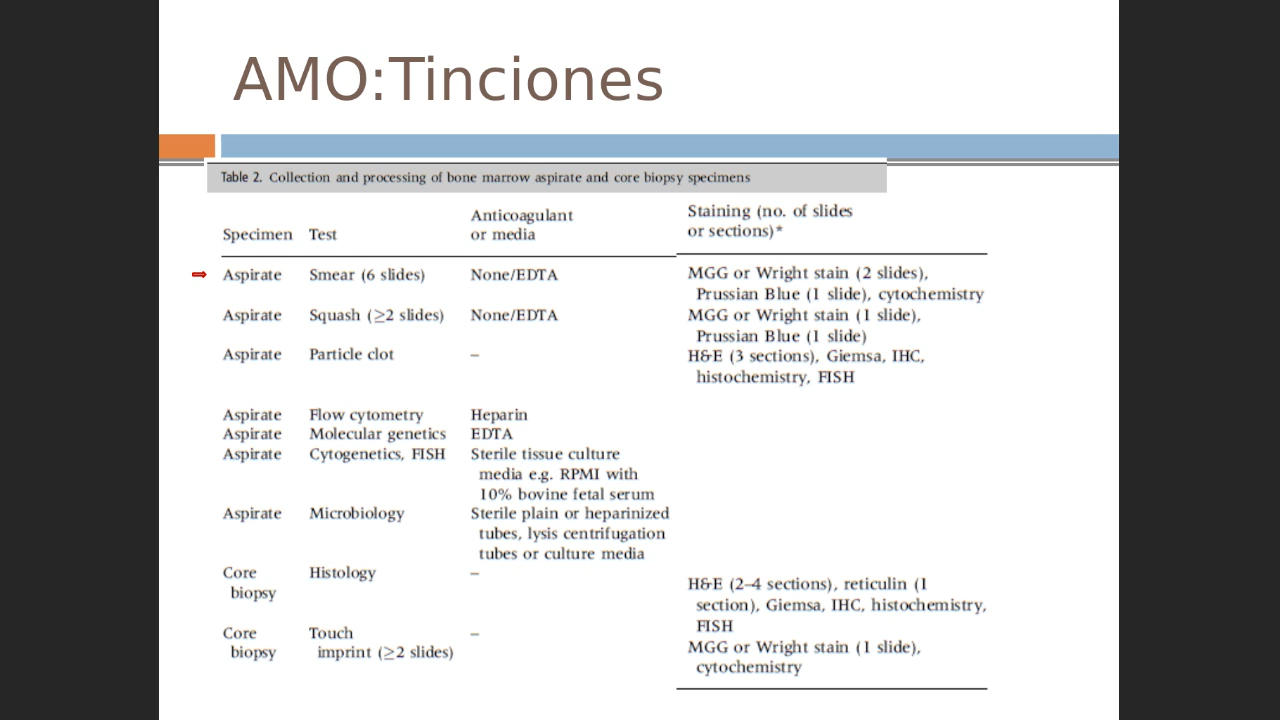 AMO:Tinciones
Table 2. Collection and processing of bone marrow aspirate and core biopsy specimens
Specimen Test Anticoagulant or media Staining (no. of slides or sections)*
Aspirate Smear (6 slides) None/EDTA MGG or Wright stain (2 slides),
Prussian Blue (1 slide), cytochemistry
Aspirate Squash (≥2 slides) None/EDTA MGG or Wright stain (1 slide),
Prussian Blue (1 slide)
Aspirate Particle clot – H&E (3 sections), Giemsa, IHC,
histochemistry, FISH
Aspirate Flow cytometry Heparin
Aspirate Molecular genetics EDTA
Aspirate Cytogenetics, FISH Sterile tissue culture
media e.g. RPMI with
10% bovine fetal serum
Aspirate Microbiology Sterile plain or heparinized
tubes, lysis centrifugation
tubes or culture media
Core biopsy Histology – H&E (2–4 sections), reticulin (1
section), Giemsa, IHC, histochemistry,
FISH
Core biopsy Touch imprint (≥2 slides) – MGG or Wright stain (1 slide),
cytochemistry